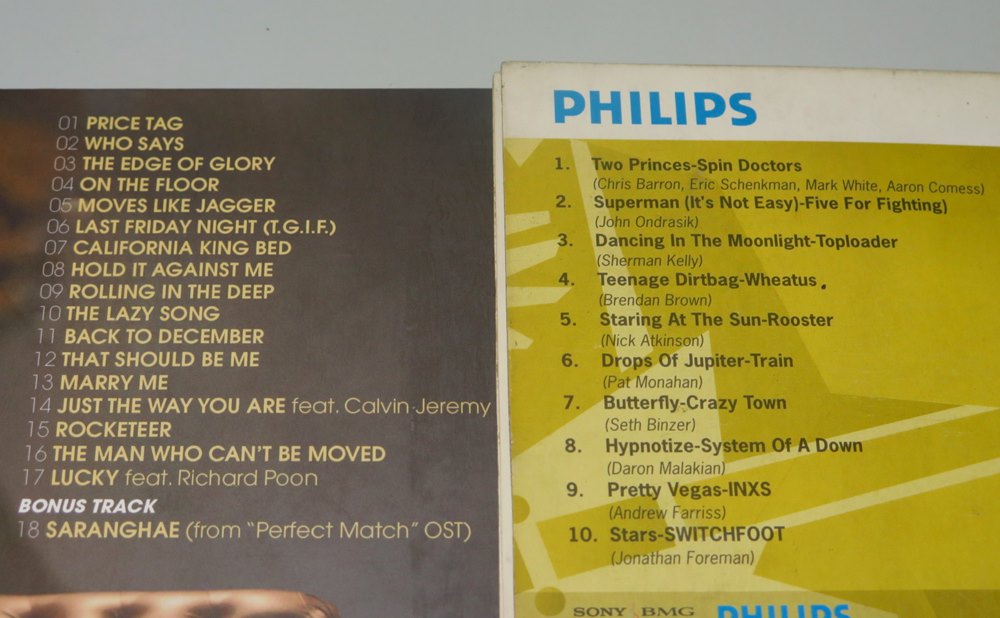 01 PRICE TAG
02 WHO SAYS
03 THE EDGE OF GLORY
04 ON THE FLOOR
05 MOVES LIKE JAGGER
06 LAST FRIDAY NIGHT (T.G.I.F.)
07 CALIFORNIA KING BED
08 HOLD IT AGAINST ME
09 ROLLING IN THE DEEP
10 THE LAZY SONG
11 BACK TO DECEMBER
12 THAT SHOULD BE ME
13 MARRY ME
14 JUST THE WAY YOU ARE feat. Calvin Jeremy
15 ROCKETEER
16 THE MAN WHO CAN'T BE MOVED
17 LUCKY feat. Richard Poon
BONUS TRACK
18 SARANGHAE (from "Perfect Match" OST)
PHILIPS
1. Two Princes-Spin Doctors
(Chris Barron, Eric Schenkman, Mark White, Aaron Comess)
2. Superman (It's Not Easy)-Five For Fighting)
(John Ondrasik)
3. Dancing In The Moonlight-Toploader
(Sherman Kelly)
4. Teenage Dirtbag-Wheatus
(Brendan Brown)
5. Staring At The Sun-Rooster
(Nick Atkinson)
6. Drops Of Jupiter-Train
(Pat Monahan)
7. Butterfly-Crazy Town
(Seth Binzer)
8. Hypnotize-System Of A Down
(Daron Malakian)
9. Pretty Vegas-INXS
(Andrew Farriss)
10. Stars-SWITCHFOOT
(Jonathan Foreman)
SONY BMG PHILIPS